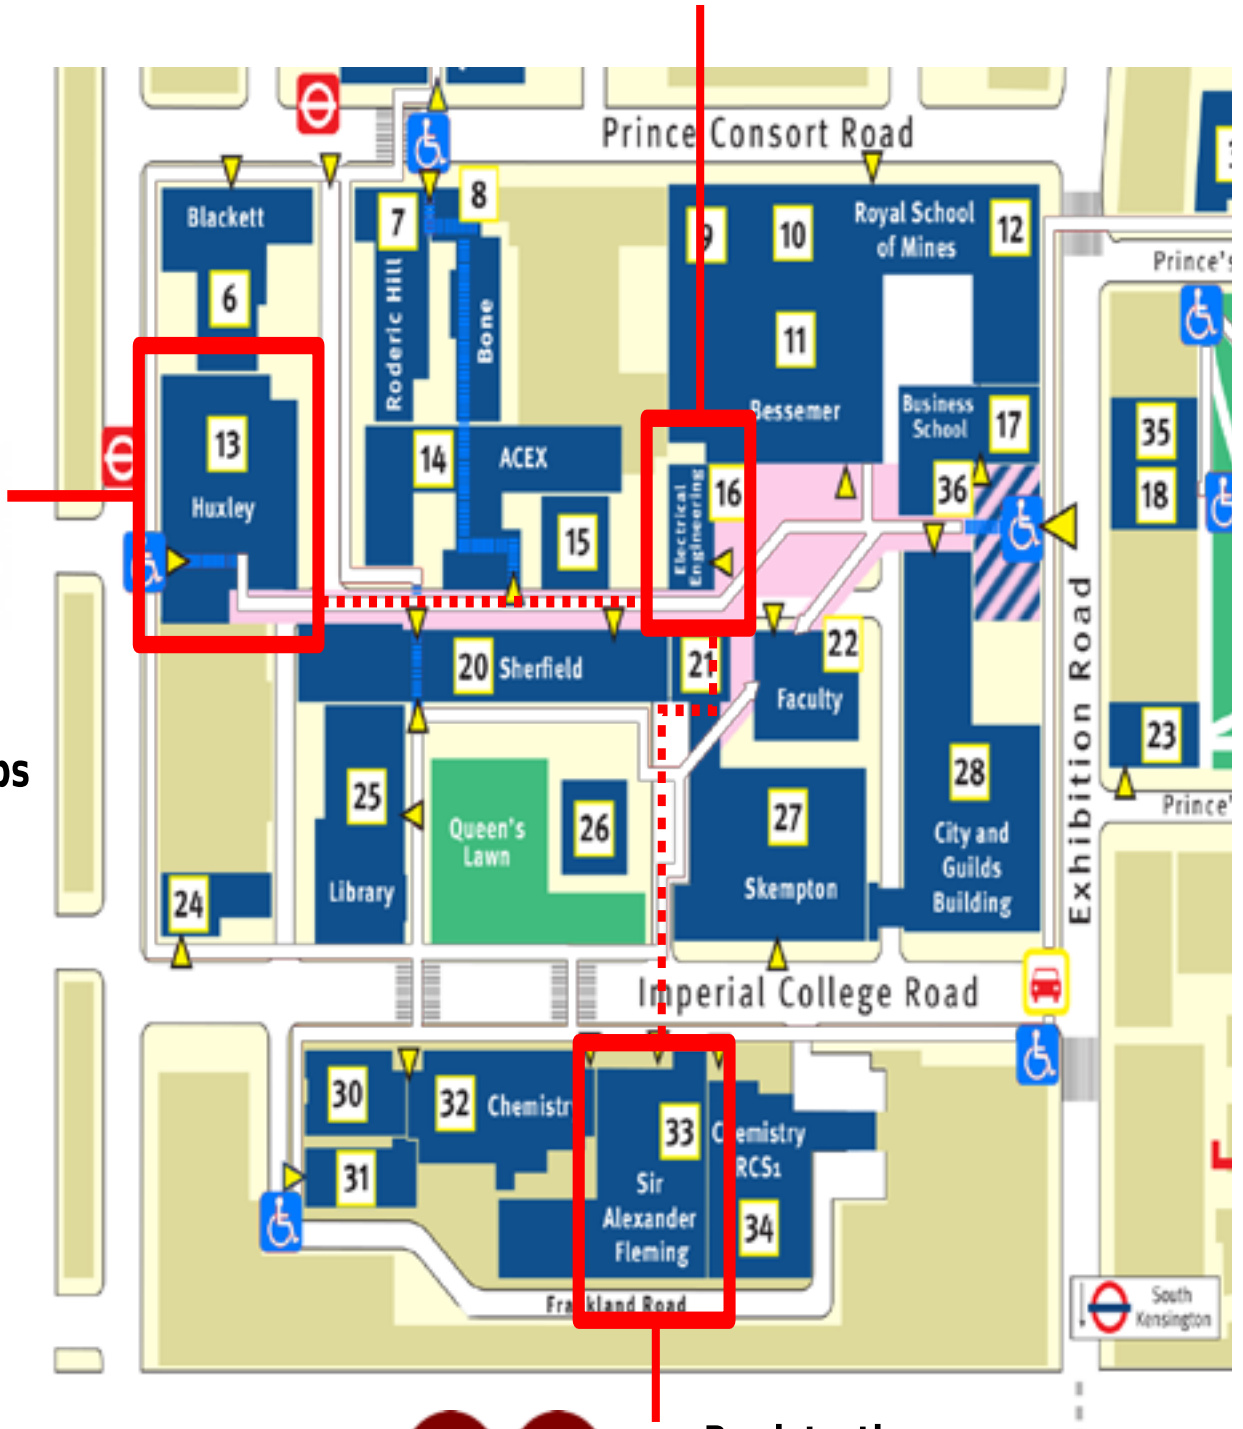 Prince Consort Road
8
7
Blackett
Royal School
of Mines
9
10
12
6
Prince's
Roderic Hill
Bone
11
Bessemer
Business
School
17
13
14
ACEX
35
Huxley
Electrical
Engineering
16
36
18
15
20
Sherfield
21
22
Faculty
Exhibition Road
23
28
25
Queen's
Lawn
26
27
Prince'
City and
Guilds
Building
Library
Skempton
24
Imperial College Road
30
32
Chemistry
33
Chemistry
RCS1
31
Sir
Alexander
Fleming
34
Frankland Road
South
Kensington